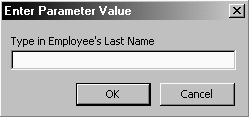 Enter Parameter Value
Type in Employee's Last Name
OK
Cancel